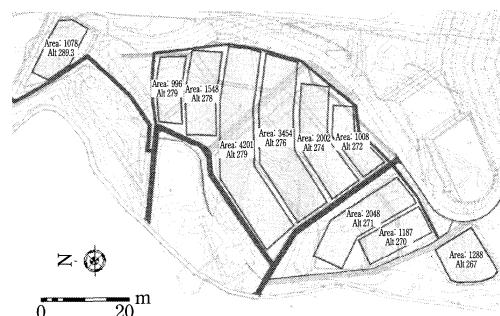 Area: 1078
Alt 289.3
Area: 996
Alt 279
Area: 1548
Alt 278
Area: 4201
Alt 279
Area: 3454
Alt 276
Area: 2002
Alt 274
Area: 1008
Alt 272
Area: 2048
Alt 271
Area: 1187
Alt 270
Area: 1288
Alt 267
N
0 20 m